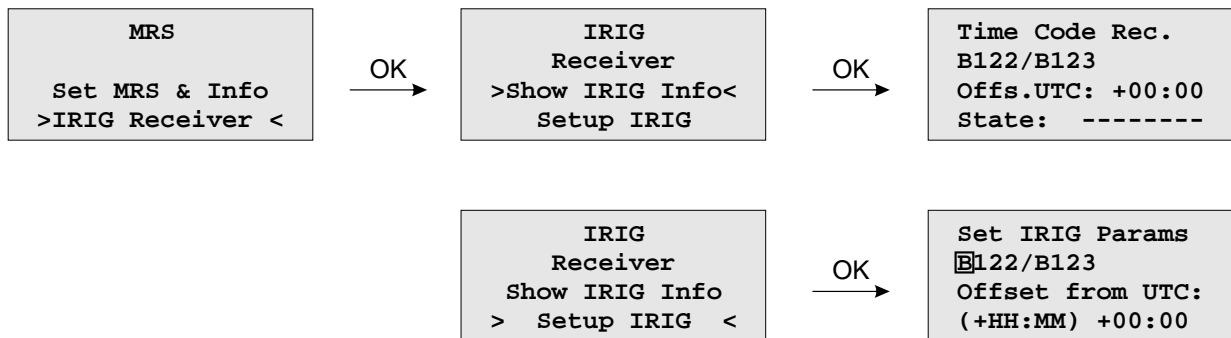 MRS
Set MRS & Info
>IRIG Receiver <
OK
IRIG
Receiver
>Show IRIG Info<
Setup IRIG
OK
Time Code Rec.
B122/B123
Offs.UTC: +00:00
State: --------
IRIG
Receiver
Show IRIG Info
> Setup IRIG <
OK
Set IRIG Params
B122/B123
Offset from UTC:
(+HH:MM) +00:00